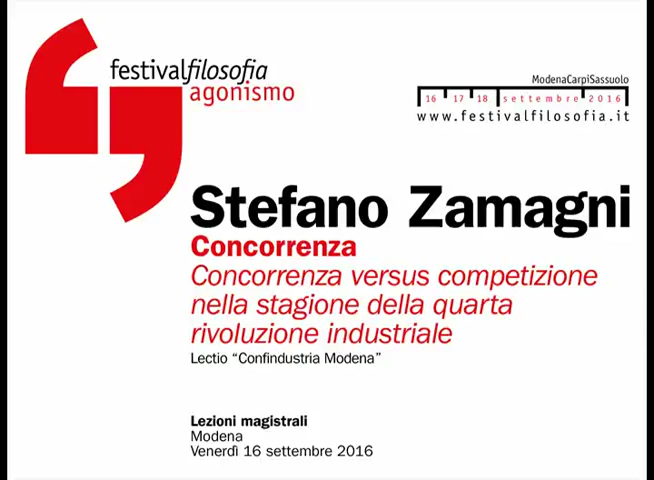 festivalfilosofia
agonismo
ModenaCarpiSassuolo
16 17 18 settembre 2016
www.festivalfilosofia.it
Stefano Zamagni
Concorrenza
Concorrenza versus competizione
nella stagione della quarta
rivoluzione industriale
Lectio “Confindustria Modena”
Lezioni magistrali
Modena
Venerdì 16 settembre 2016